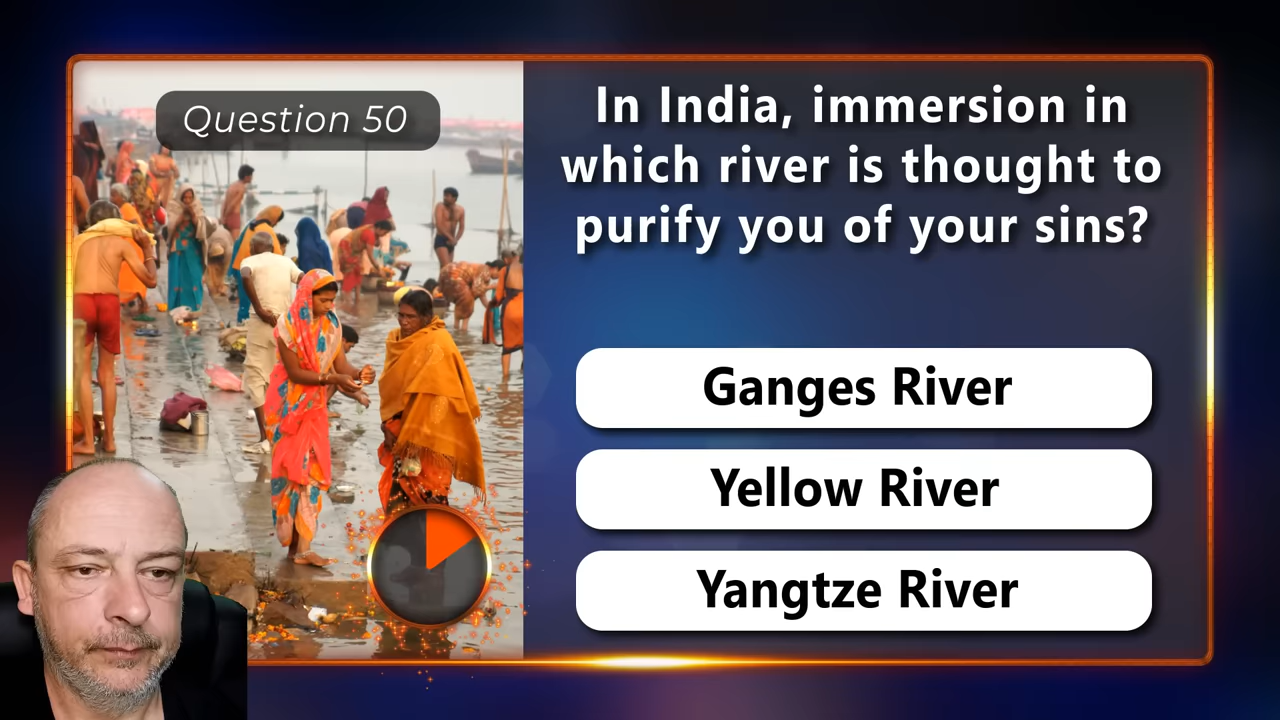 Question 50
In India, immersion in
which river is thought to
purify you of your sins?
Ganges River
Yellow River
Yangtze River